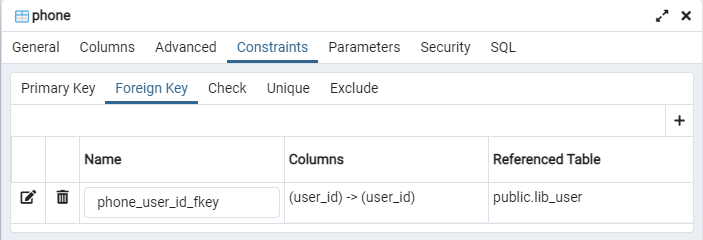 phone
General Columns Advanced Constraints Parameters Security SQL
Primary Key Foreign Key Check Unique Exclude
Name Columns Referenced Table
phone_user_id_fkey (user_id) -> (user_id) public.lib_user